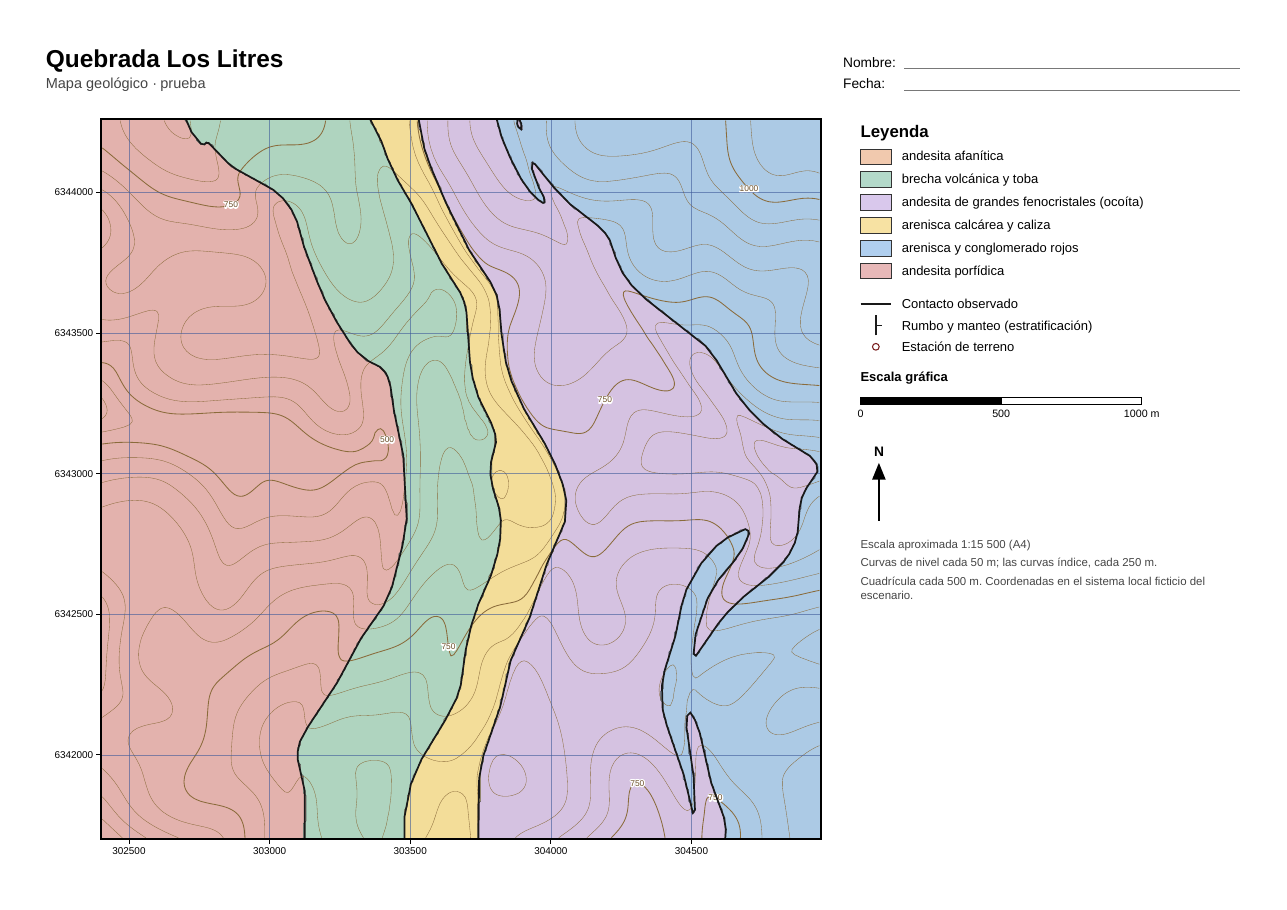 Quebrada Los Litres
Mapa geológico · prueba
Nombre:
Fecha:
Leyenda
andesita afanítica
brecha volcánica y toba
andesita de grandes fenocristales (ocoíta)
arenisca calcárea y caliza
arenisca y conglomerado rojos
andesita porfídica
Contacto observado
Rumbo y manteo (estratificación)
Estación de terreno
Escala gráfica
0 500 1000 m
N
Escala aproximada 1:15 500 (A4)
Curvas de nivel cada 50 m; las curvas índice, cada 250 m.
Cuadrícula cada 500 m. Coordenadas en el sistema local ficticio del
escenario.
6344000
6343500
6343000
6342500
6342000
302500 303000 303500 304000 304500
1000
750
750
500
750
750
750